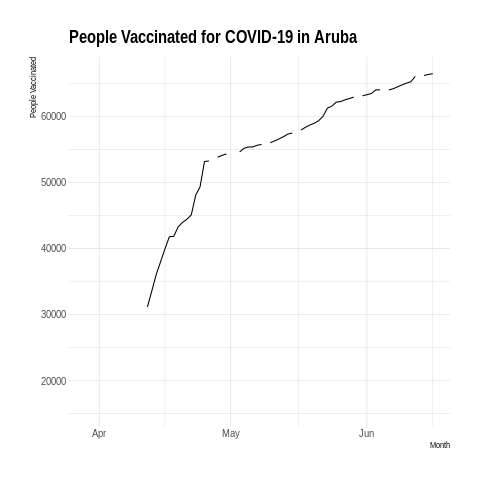 People Vaccinated for COVID-19 in Aruba
People Vaccinated
60000
50000
40000
30000
20000
Apr
May
Jun
Month